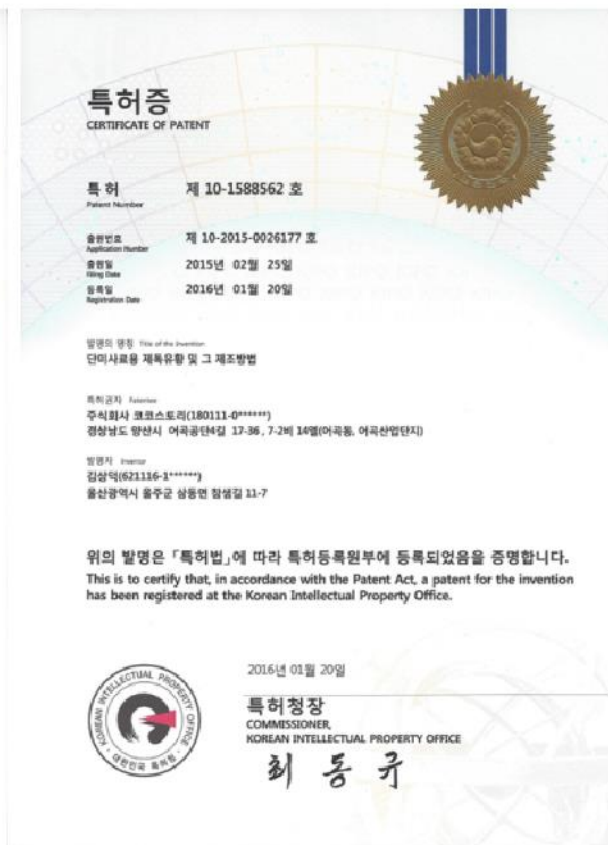 특허증
CERTIFICATE OF PATENT
특 허 제 10-1588562 호
Patent Number
출원번호 제 10-2015-0026177 호
Application Number
출원일 2015년 02월 25일
Filing Date
등록일 2016년 01월 20일
Registration Date
발명의 명칭 Title of the Invention
단미사료용 제독유황 및 그 제조방법
특허권자 Patentee
주식회사 코코스토리(180111-0******)
경상남도 양산시 어곡공단4길 17-36, 7-2비 14엘(어곡동, 어곡산업단지)
발명자 Inventor
김상덕(621116-1******)
울산광역시 울주군 삼동면 참샘길 11-7
위의 발명은 「특허법」에 따라 특허등록원부에 등록되었음을 증명합니다.
This is to certify that, in accordance with the Patent Act, a patent for the invention
has been registered at the Korean Intellectual Property Office.
2016년 01월 20일
특허청장
COMMISSIONER,
KOREAN INTELLECTUAL PROPERTY OFFICE
최동규
KOREAN INTELLECTUAL PROPERTY OFFICE
대한민국 특허청